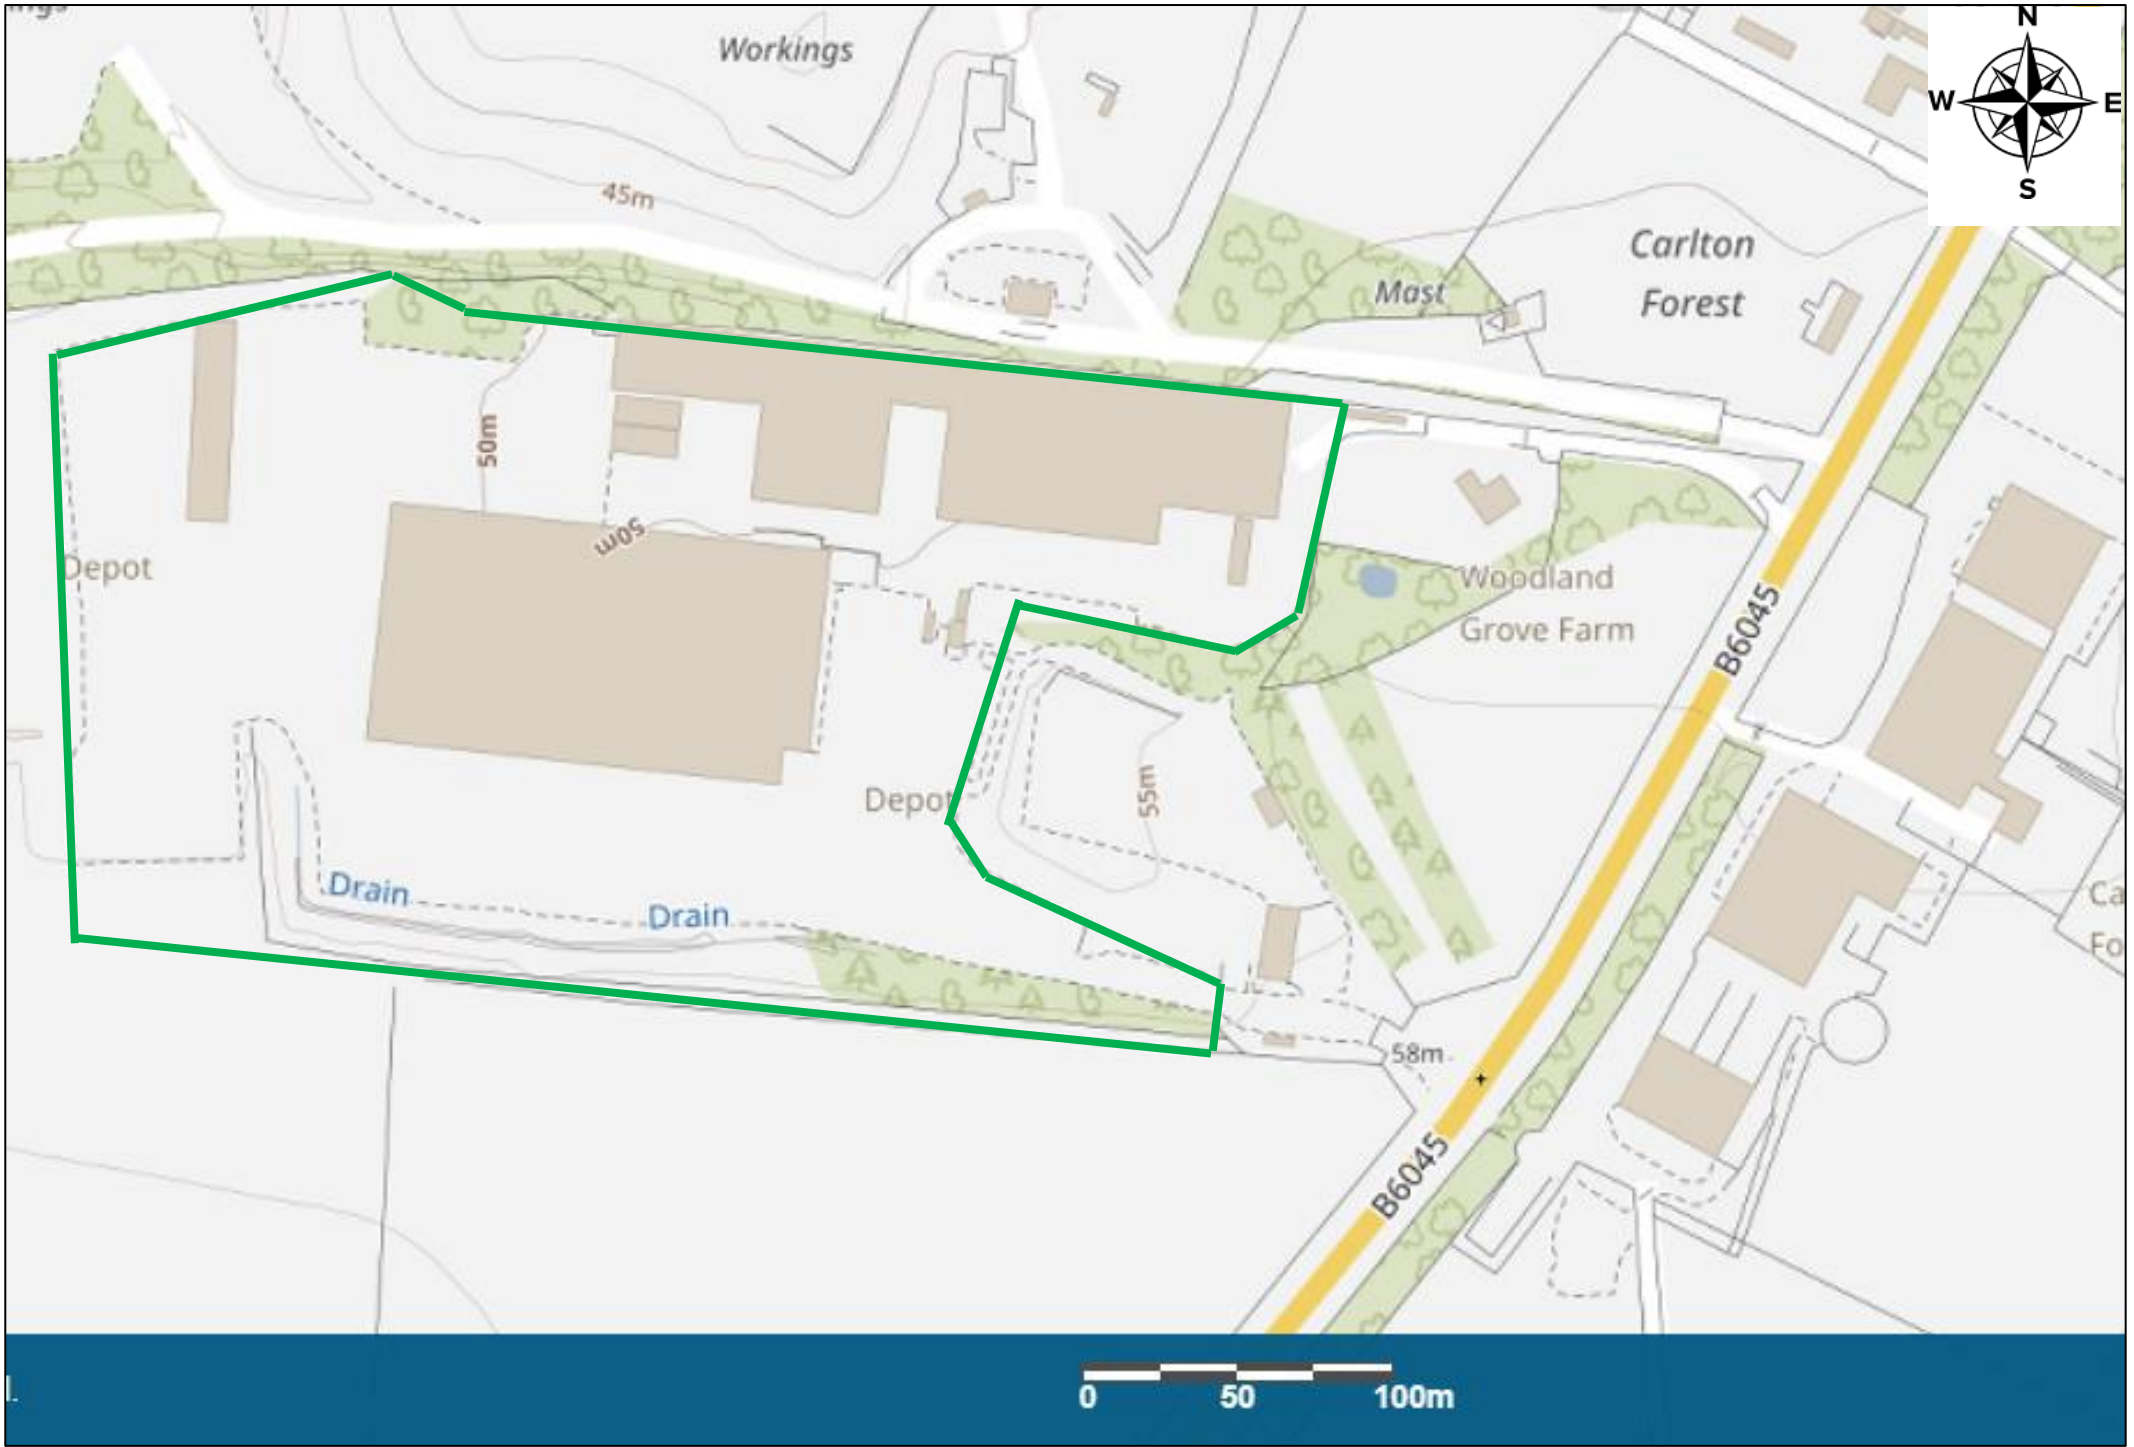 Workings
N
W
E
S
45m
Carlton
Forest
Mast
50m
50m
Depot
Woodland
Grove Farm
B6045
Depot
55m
Drain
Drain
58m
B6045
0
50
100m